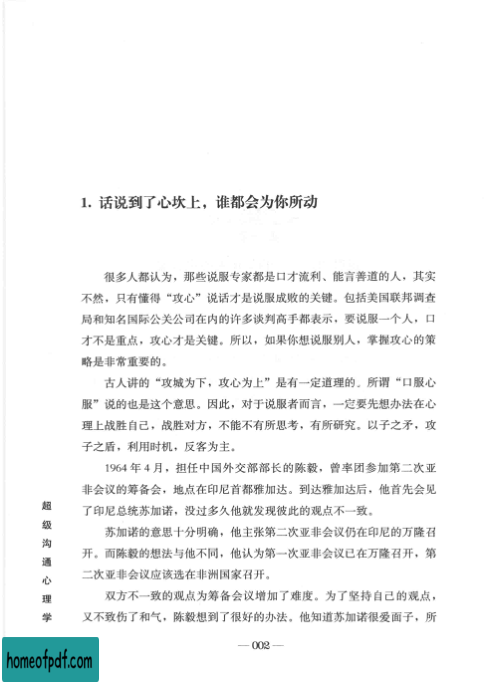 1. 话说到了心坎上，谁都会为你所动
很多人都认为，那些说服专家都是口才流利、能言善道的人，其实
不然，只有懂得“攻心”说话才是说服成败的关键。包括美国联邦调查
局和知名国际公关公司在内的许多谈判高手都表示，要说服一个人，口
才不是重点，攻心才是关键。所以，如果你想说服别人，掌握攻心的策
略是非常重要的。
古人讲的“攻城为下，攻心为上”是有一定道理的。所谓“口服心
服”说的也是这个意思。因此，对于说服者而言，一定要先想办法在心
理上战胜自己，战胜对方，不能不有所思考，有所研究。以子之矛，攻
子之盾，利用时机，反客为主。
1964 年 4 月，担任中国外交部部长的陈毅，曾率团参加第二次亚
非会议的筹备会，地点在印尼首都雅加达。到达雅加达后，他首先会见
了印尼总统苏加诺，没过多久他就发现彼此的观点不一致。
苏加诺的意思十分明确，他主张第二次亚非会议仍在印尼的万隆召
开。而陈毅的想法与他不同，他认为第一次亚非会议已在万隆召开，第
二次亚非会议应该选在非洲国家召开。
双方不一致的观点为筹备会议增加了难度。为了坚持自己的观点，
又不致伤了和气，陈毅想到了很好的办法。他知道苏加诺很爱面子，所
超级沟通心理学
— 002 —
homeofpdf.com